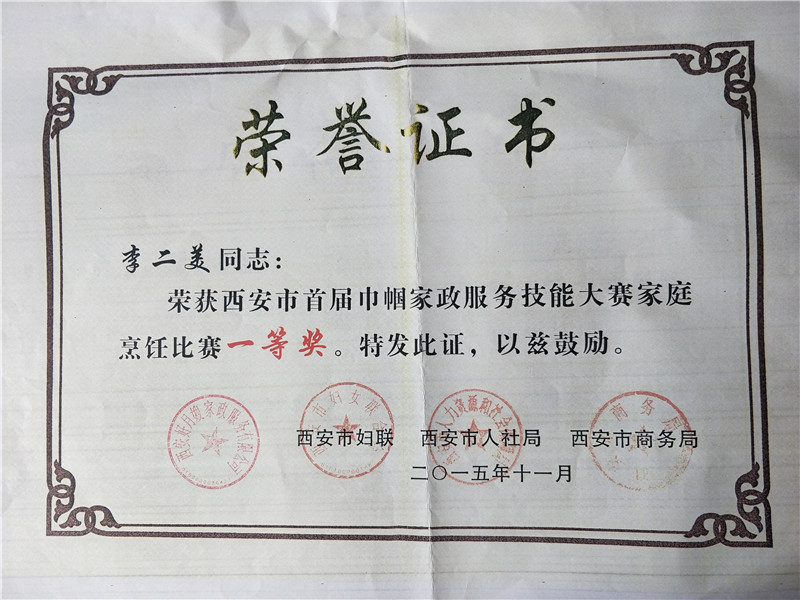 荣誉证书
李二美同志：
荣获西安市首届巾帼家政服务技能大赛家庭
烹饪比赛一等奖。特发此证，以兹鼓励。
西安市妇联 西安市人社局 西安市商务局
二〇一五年十一月